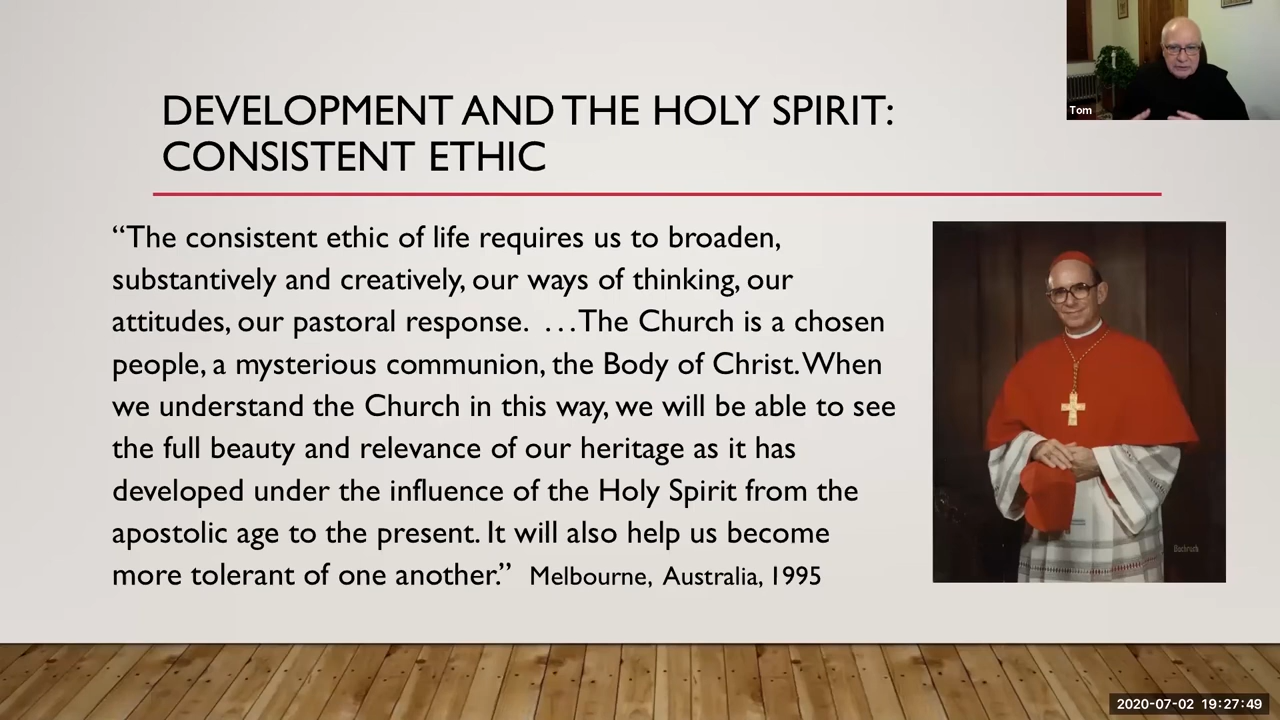 DEVELOPMENT AND THE HOLY SPIRIT:
CONSISTENT ETHIC
Tom
“The consistent ethic of life requires us to broaden,
substantively and creatively, our ways of thinking, our
attitudes, our pastoral response. …The Church is a chosen
people, a mysterious communion, the Body of Christ. When
we understand the Church in this way, we will be able to see
the full beauty and relevance of our heritage as it has
developed under the influence of the Holy Spirit from the
apostolic age to the present. It will also help us become
more tolerant of one another.” Melbourne, Australia, 1995
Bachrach
2020-07-02 19:27:49